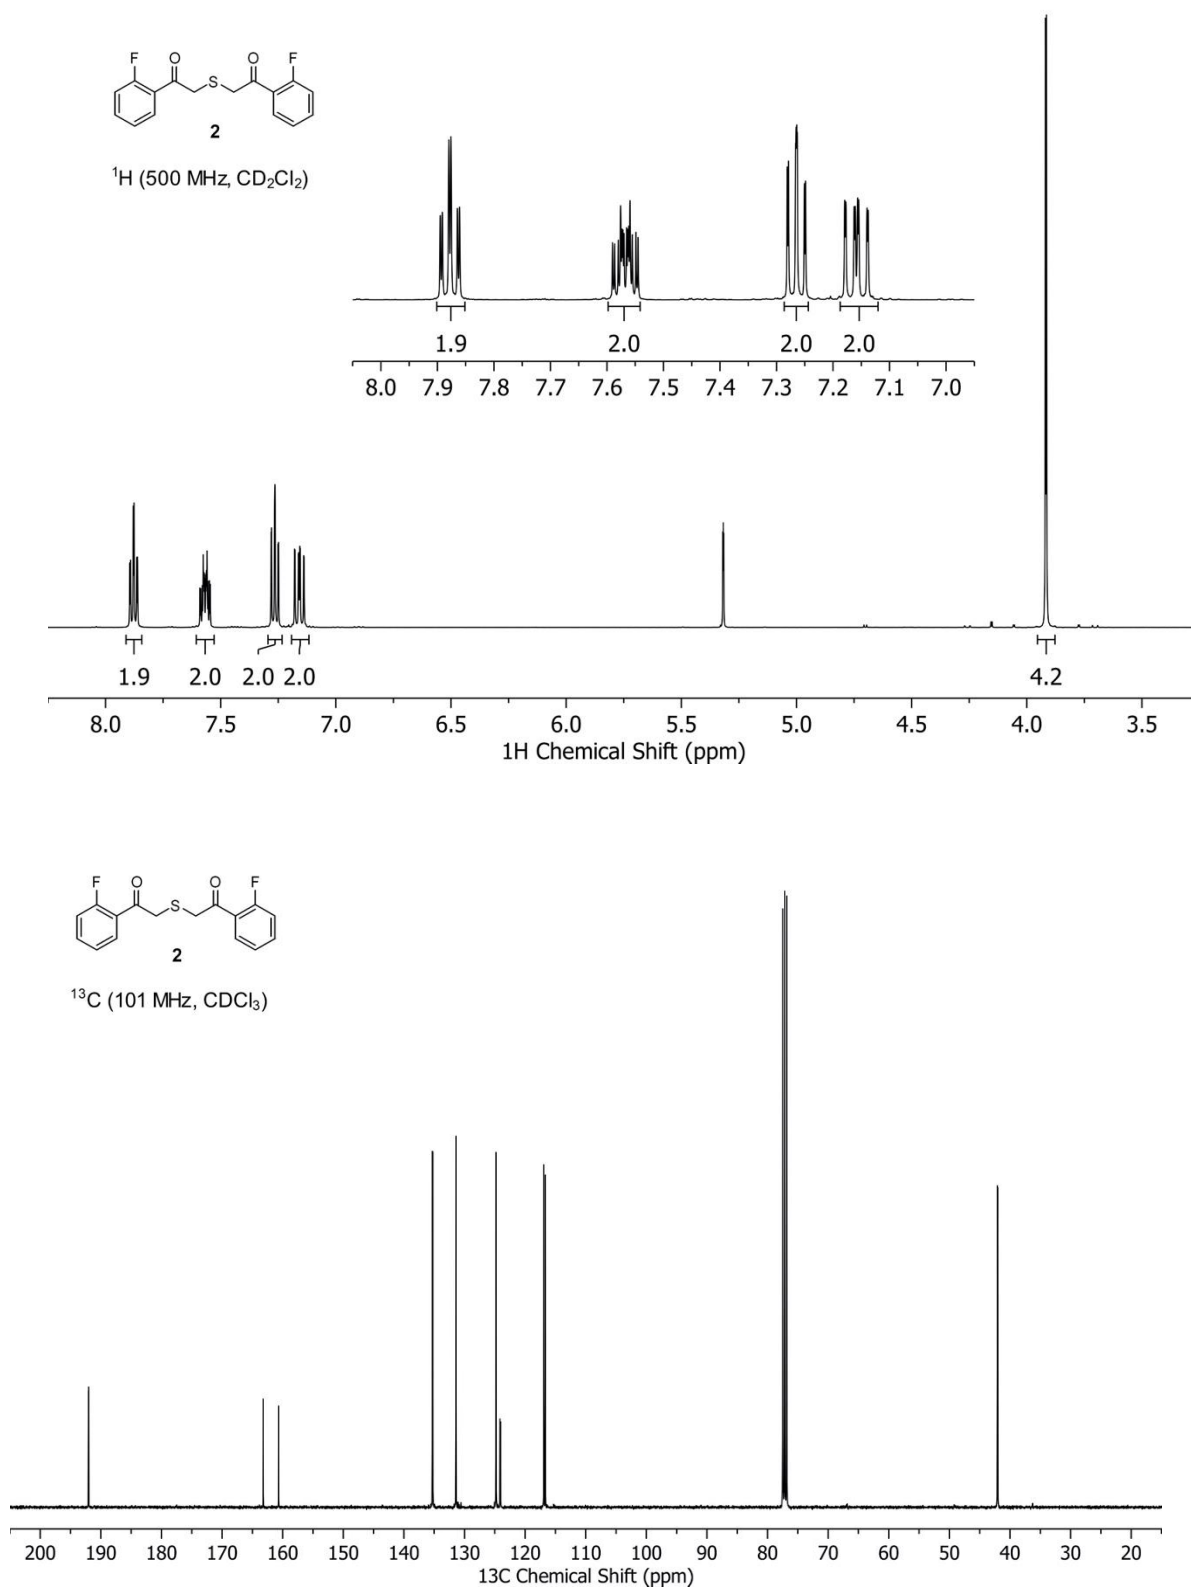 F O O F
S
2
¹H (500 MHz, CD₂Cl₂)
1.9 2.0 2.0 2.0
8.0 7.9 7.8 7.7 7.6 7.5 7.4 7.3 7.2 7.1 7.0
1.9 2.0 2.0 2.0 4.2
8.0 7.5 7.0 6.5 6.0 5.5 5.0 4.5 4.0 3.5
1H Chemical Shift (ppm)
F O O F
S
2
¹³C (101 MHz, CDCl₃)
200 190 180 170 160 150 140 130 120 110 100 90 80 70 60 50 40 30 20
13C Chemical Shift (ppm)